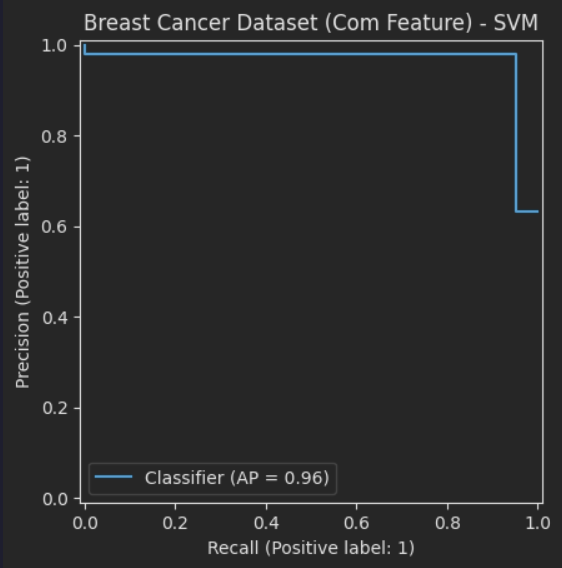 Breast Cancer Dataset (Com Feature) - SVM
1.0
0.8
0.6
0.4
0.2
0.0
Precision (Positive label: 1)
Classifier (AP = 0.96)
0.0 0.2 0.4 0.6 0.8 1.0
Recall (Positive label: 1)